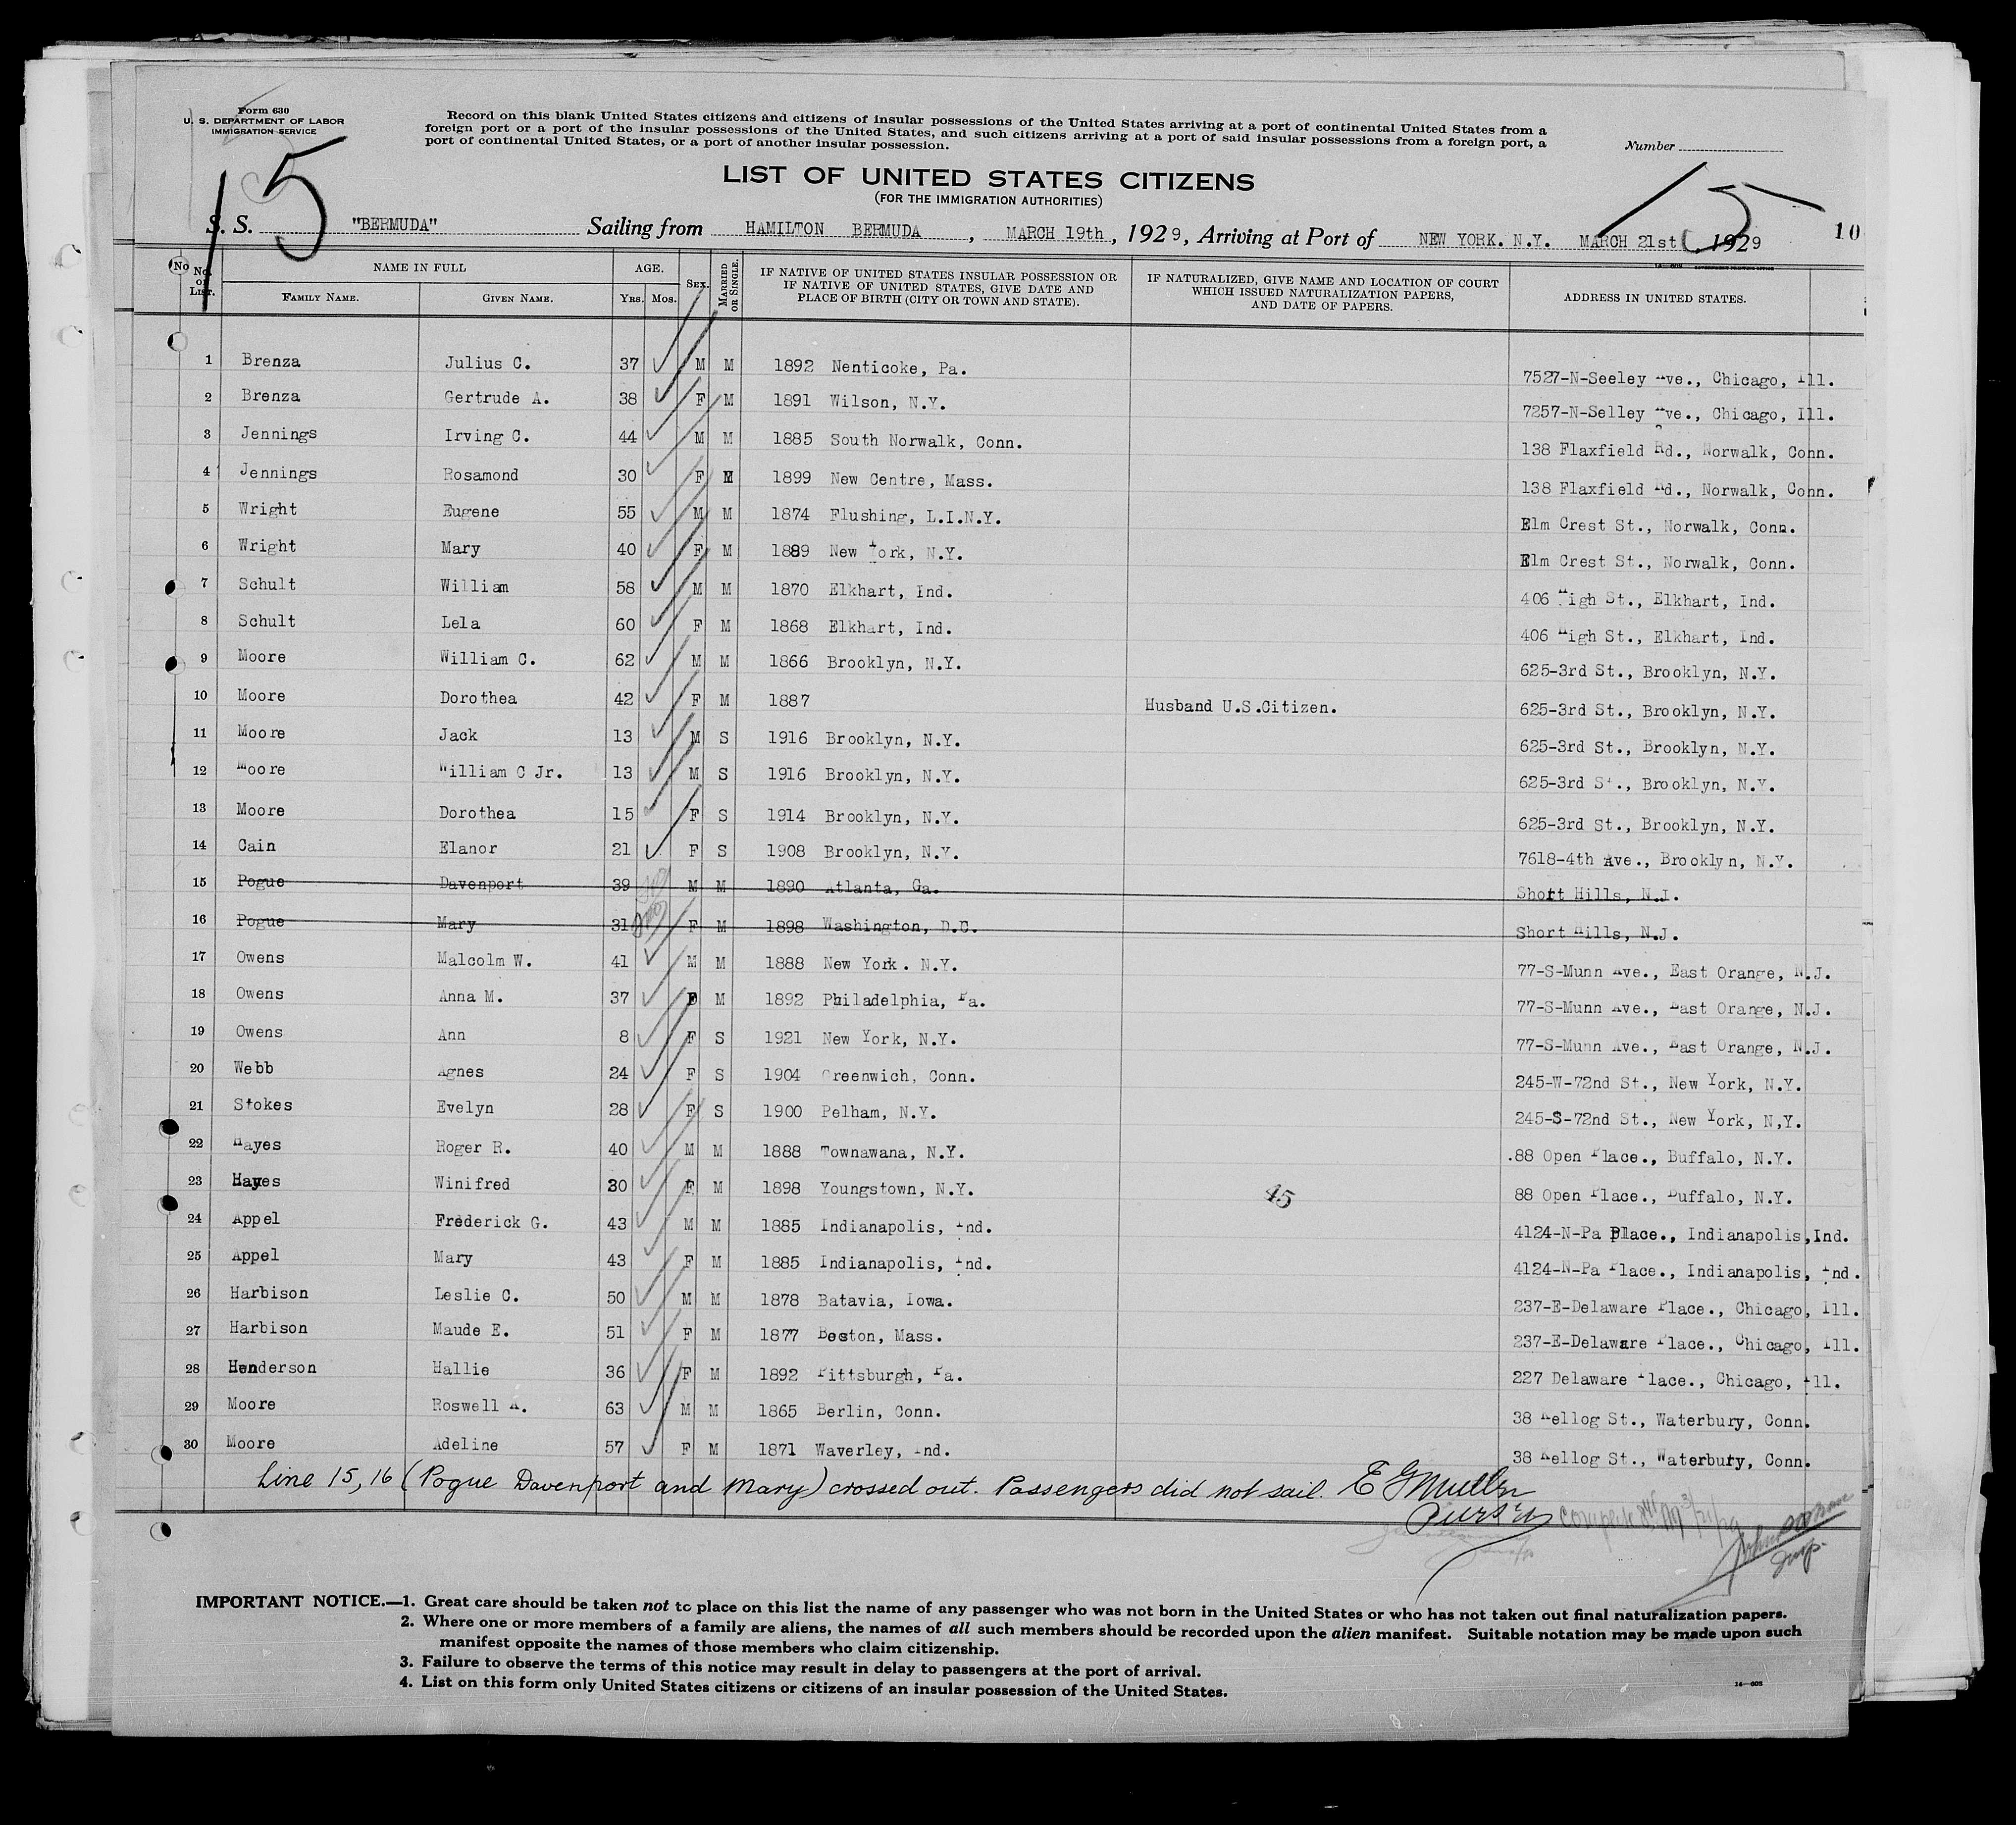 Form 630
U. S. DEPARTMENT OF LABOR
IMMIGRATION SERVICE
Record on this blank United States citizens and citizens of insular possessions of the United States arriving at a port of continental United States from a
foreign port or a port of the insular possessions of the United States, and such citizens arriving at a port of said insular possessions from a foreign port, a
port of continental United States, or a port of another insular possession.
Number
15
15
LIST OF UNITED STATES CITIZENS
(FOR THE IMMIGRATION AUTHORITIES)
S. S. "BERMUDA" Sailing from HAMILTON BERMUDA, MARCH 19th, 1929, Arriving at Port of NEW YORK. N.Y. MARCH 21st 1929 10
No No. on List. NAME IN FULL FAMILY NAME. GIVEN NAME. AGE. Yrs. Mos. SEX. MARRIED OR SINGLE. IF NATIVE OF UNITED STATES INSULAR POSSESSION OR IF NATIVE OF UNITED STATES, GIVE DATE AND PLACE OF BIRTH (CITY OR TOWN AND STATE). IF NATURALIZED, GIVE NAME AND LOCATION OF COURT WHICH ISSUED NATURALIZATION PAPERS, AND DATE OF PAPERS. ADDRESS IN UNITED STATES.
1 Brenza Julius C. 37 M M 1892 Nenticoke, Pa. 7527-N-Seeley Ave., Chicago, Ill.
2 Brenza Gertrude A. 38 F M 1891 Wilson, N.Y. 7257-N-Selley Ave., Chicago, Ill.
3 Jennings Irving C. 44 M M 1885 South Norwalk, Conn. 138 Flaxfield Rd., Norwalk, Conn.
4 Jennings Rosamond 30 F M 1899 New Centre, Mass. 138 Flaxfield Rd., Norwalk, Conn.
5 Wright Eugene 55 M M 1874 Flushing, L.I.N.Y. Elm Crest St., Norwalk, Conn.
6 Wright Mary 40 F M 1889 New York, N.Y. Elm Crest St., Norwalk, Conn.
7 Schult William 58 M M 1870 Elkhart, Ind. 406 High St., Elkhart, Ind.
8 Schult Lela 60 F M 1868 Elkhart, Ind. 406 High St., Elkhart, Ind.
9 Moore William C. 62 M M 1866 Brooklyn, N.Y. 625-3rd St., Brooklyn, N.Y.
10 Moore Dorothea 42 F M 1887 Husband U.S.Citizen. 625-3rd St., Brooklyn, N.Y.
11 Moore Jack 13 M S 1916 Brooklyn, N.Y. 625-3rd St., Brooklyn, N.Y.
12 Moore William C Jr. 13 M S 1916 Brooklyn, N.Y. 625-3rd St., Brooklyn, N.Y.
13 Moore Dorothea 15 F S 1914 Brooklyn, N.Y. 625-3rd St., Brooklyn, N.Y.
14 Cain Elanor 21 F S 1908 Brooklyn, N.Y. 7618-4th Ave., Brooklyn, N.Y.
15 Pogue Davenport 39 M M 1890 Atlanta, Ga. Short Hills, N.J.
16 Pogue Mary 31 F M 1898 Washington, D.C. Short Hills, N.J.
17 Owens Malcolm W. 41 M M 1888 New York. N.Y. 77-S-Munn Ave., East Orange, N.J.
18 Owens Anna M. 37 F M 1892 Philadelphia, Pa. 77-S-Munn Ave., East Orange, N.J.
19 Owens Ann 8 F S 1921 New York, N.Y. 77-S-Munn Ave., East Orange, N.J.
20 Webb Agnes 24 F S 1904 Greenwich, Conn. 245-W-72nd St., New York, N.Y.
21 Stokes Evelyn 28 F S 1900 Pelham, N.Y. 245-S-72nd St., New York, N,Y.
22 Hayes Roger R. 40 M M 1888 Townawana, N.Y. .88 Open Place., Buffalo, N.Y.
23 Hayes Winifred 30 F M 1898 Youngstown, N.Y. 45 88 Open Place., Buffalo, N.Y.
24 Appel Frederick G. 43 M M 1885 Indianapolis, Ind. 4124-N-Pa Place., Indianapolis,Ind.
25 Appel Mary 43 F M 1885 Indianapolis, Ind. 4124-N-Pa Place., Indianapolis, Ind.
26 Harbison Leslie C. 50 M M 1878 Batavia, Iowa. 237-E-Delaware Place., Chicago, Ill.
27 Harbison Maude E. 51 F M 1877 Boston, Mass. 237-E-Delaware Place., Chicago, Ill.
28 Henderson Hallie 36 F M 1892 Pittsburgh, Pa. 227 Delaware Place., Chicago, Ill.
29 Moore Roswell A. 63 M M 1865 Berlin, Conn. 38 Kellog St., Waterbury, Conn.
30 Moore Adeline 57 F M 1871 Waverley, Ind. 38 Kellog St., Waterbury, Conn.
Line 15, 16 (Pogue Davenport and Mary) crossed out. Passengers did not sail. E G Mullen
Purser
Insp.
IMPORTANT NOTICE.—1. Great care should be taken not to place on this list the name of any passenger who was not born in the United States or who has not taken out final naturalization papers.
2. Where one or more members of a family are aliens, the names of all such members should be recorded upon the alien manifest. Suitable notation may be made upon such
manifest opposite the names of those members who claim citizenship.
3. Failure to observe the terms of this notice may result in delay to passengers at the port of arrival.
4. List on this form only United States citizens or citizens of an insular possession of the United States.